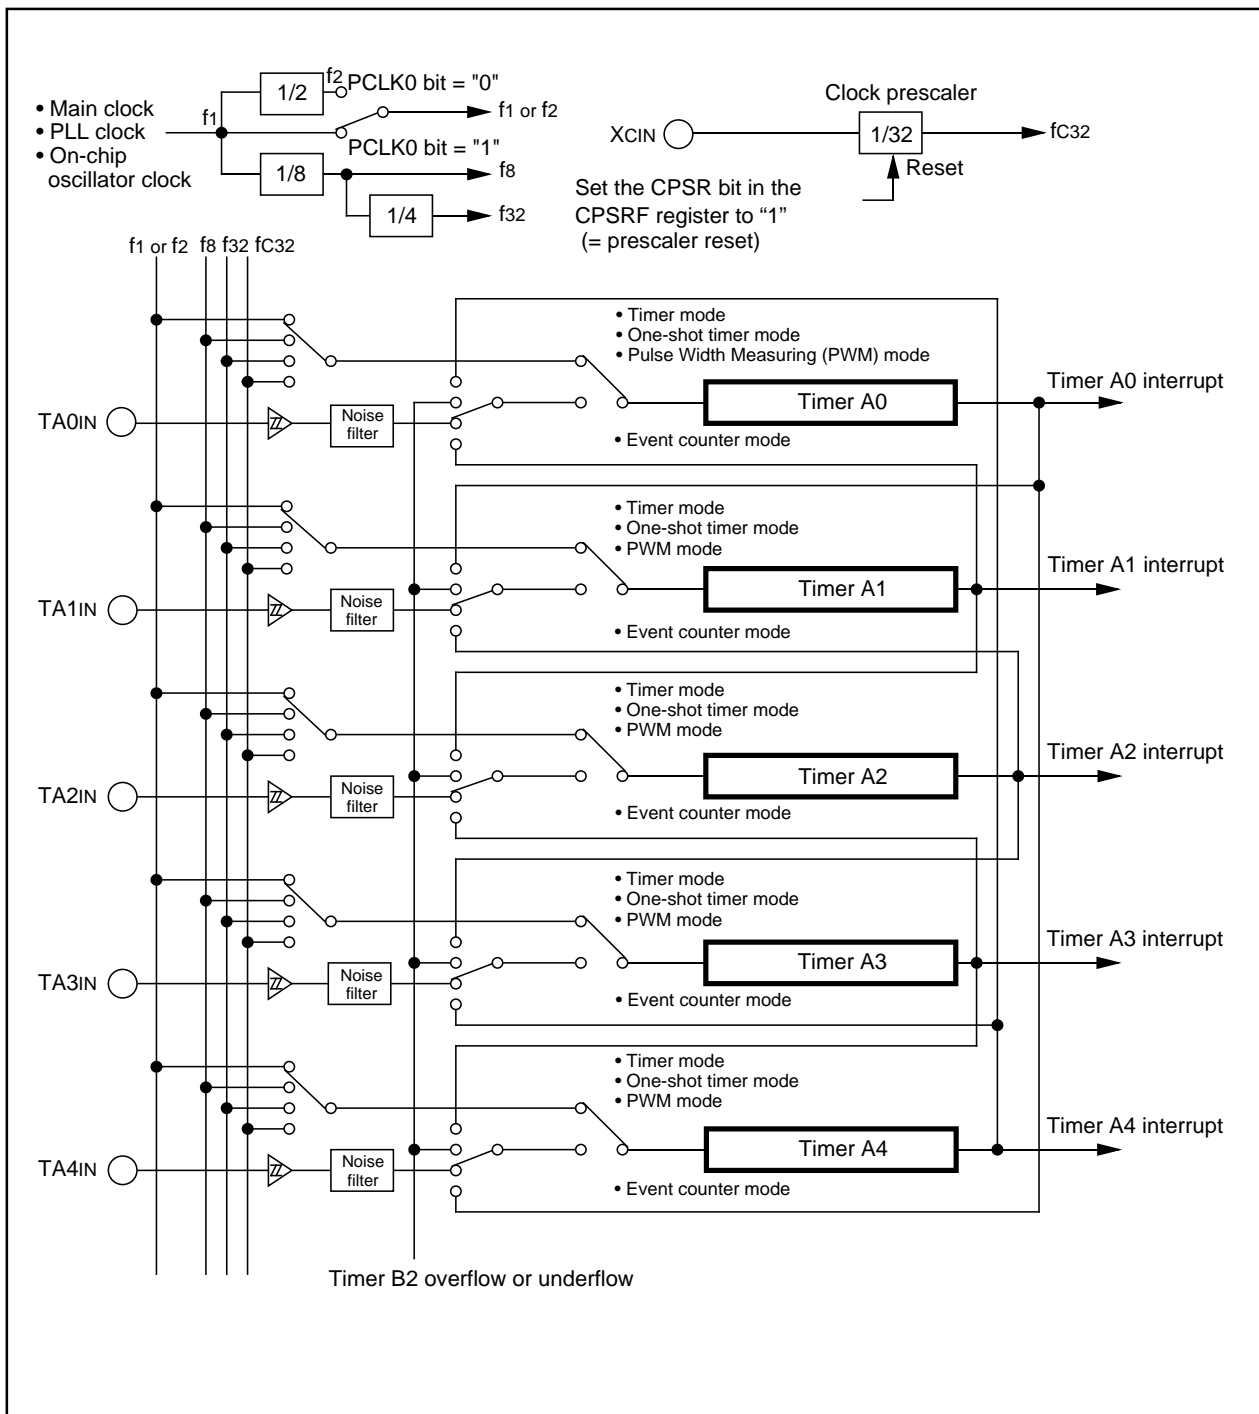 • Main clock
• PLL clock
• On-chip
oscillator clock
f1
1/2
f2
PCLK0 bit = "0"
f1 or f2
PCLK0 bit = "1"
1/8
f8
1/4
f32
Clock prescaler
XCIN
1/32
fC32
Reset
Set the CPSR bit in the
CPSRF register to “1”
(= prescaler reset)
f1 or f2 f8 f32 fC32
• Timer mode
• One-shot timer mode
• Pulse Width Measuring (PWM) mode
TA0IN
Noise
filter
Timer A0
Timer A0 interrupt
• Event counter mode
• Timer mode
• One-shot timer mode
• PWM mode
TA1IN
Noise
filter
Timer A1
Timer A1 interrupt
• Event counter mode
• Timer mode
• One-shot timer mode
• PWM mode
TA2IN
Noise
filter
Timer A2
Timer A2 interrupt
• Event counter mode
• Timer mode
• One-shot timer mode
• PWM mode
TA3IN
Noise
filter
Timer A3
Timer A3 interrupt
• Event counter mode
• Timer mode
• One-shot timer mode
• PWM mode
TA4IN
Noise
filter
Timer A4
Timer A4 interrupt
• Event counter mode
Timer B2 overflow or underflow